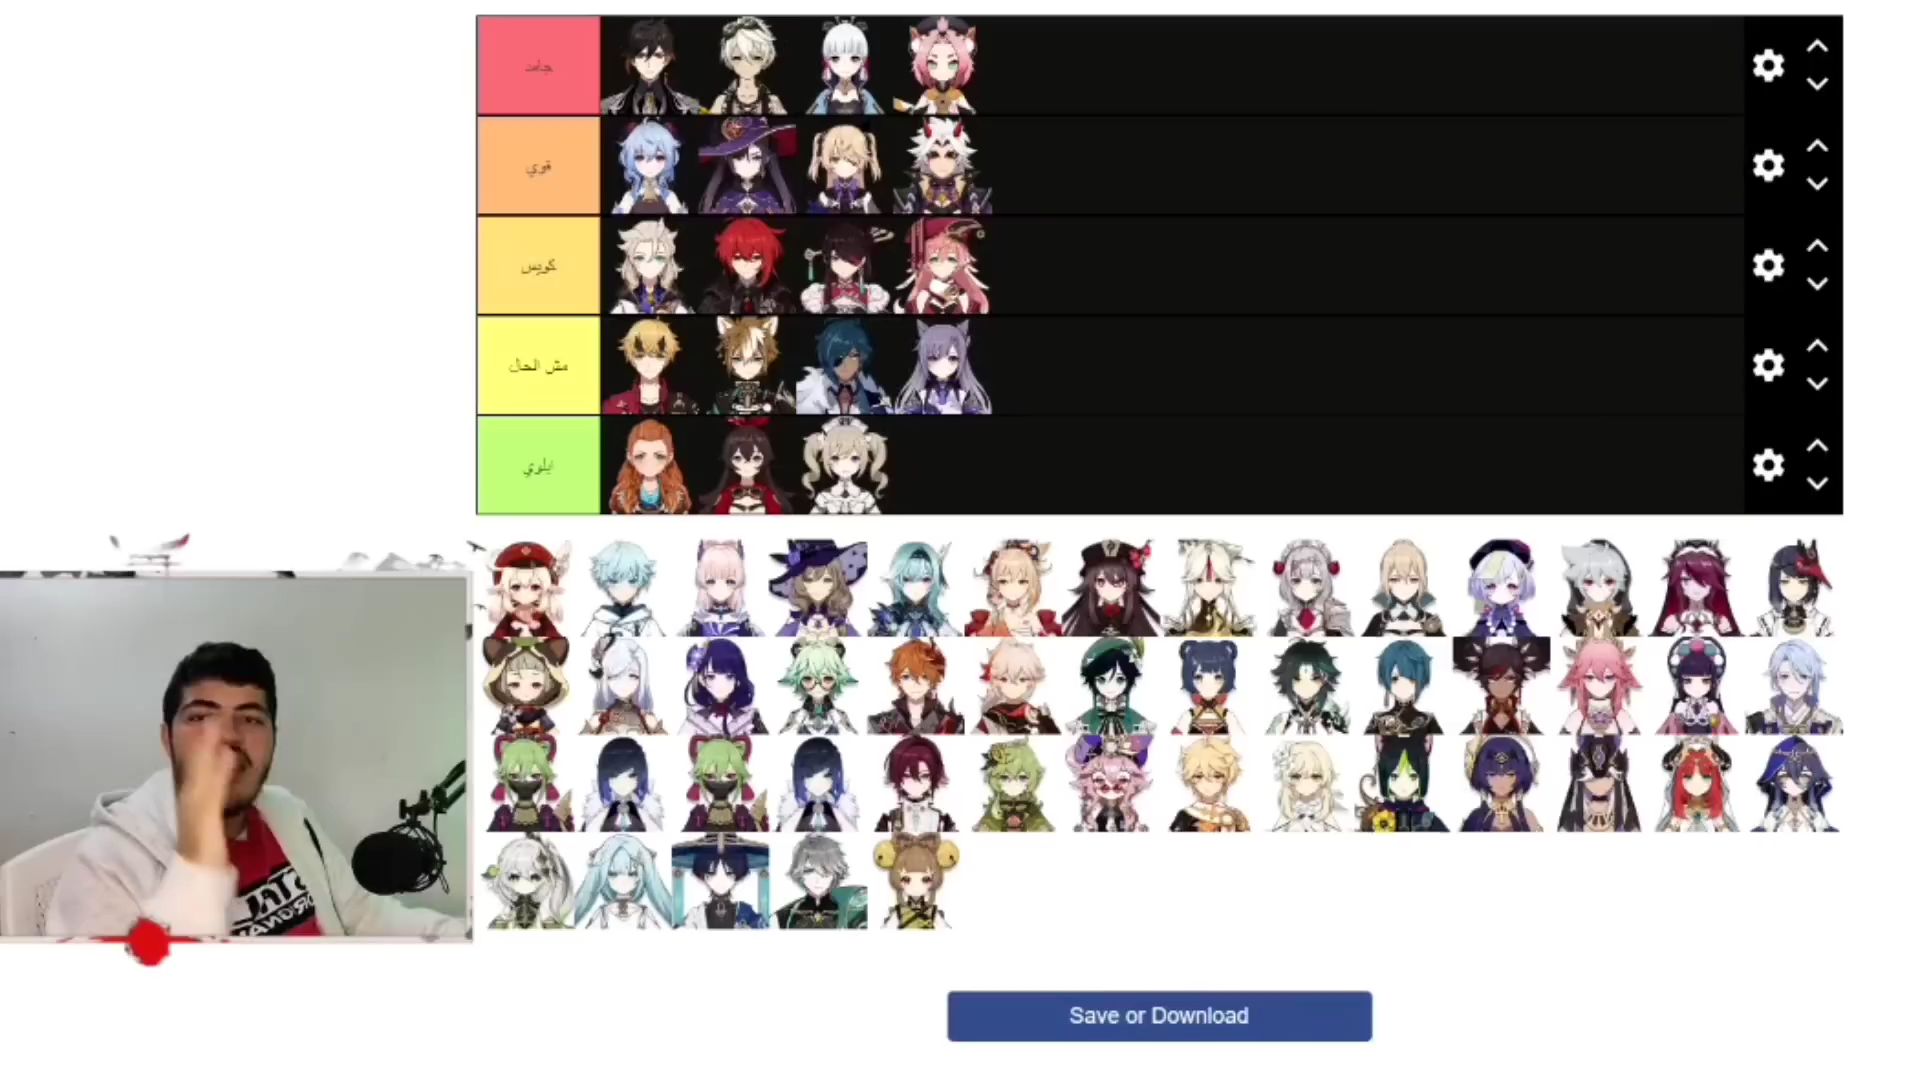 جامد
قوي
كويس
مش الحال
ايلوي
Save or Download